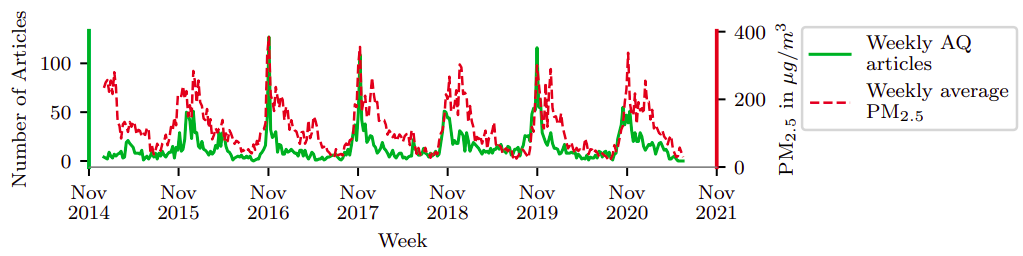 Number of Articles
100
50
0
400
200
0
PM2.5 in μg/m³
Nov Nov Nov Nov Nov Nov Nov Nov
2014 2015 2016 2017 2018 2019 2020 2021
Week
Weekly AQ
articles
Weekly average
PM2.5